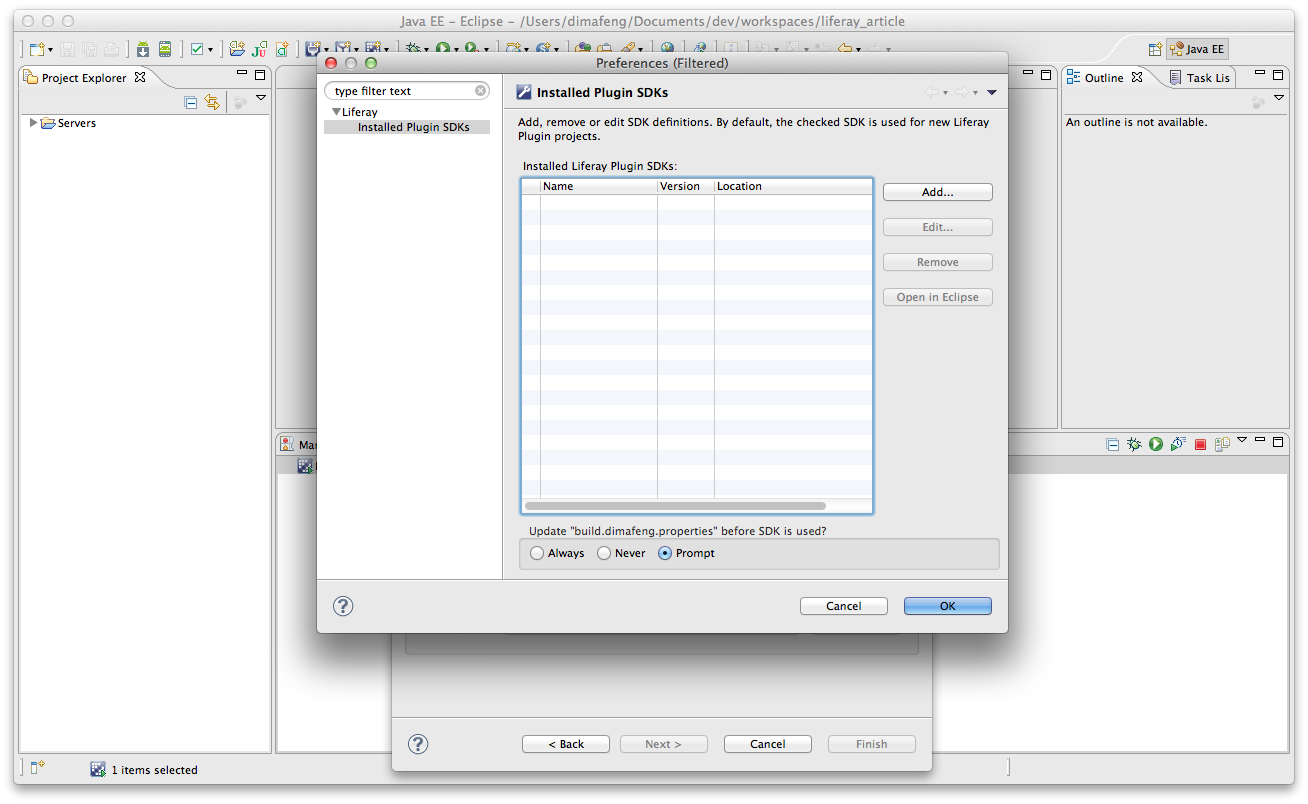 Java EE - Eclipse - /Users/dimafeng/Documents/dev/workspaces/liferay_article
Java EE
Project Explorer
Servers
Preferences (Filtered)
type filter text
Liferay
Installed Plugin SDKs
Installed Plugin SDKs
Add, remove or edit SDK definitions. By default, the checked SDK is used for new Liferay
Plugin projects.
Installed Liferay Plugin SDKs:
Name Version Location
Add...
Edit...
Remove
Open in Eclipse
Update "build.dimafeng.properties" before SDK is used?
Always Never Prompt
? Cancel OK
Outline Task Lis
An outline is not available.
Mar
? < Back Next > Cancel Finish
1 items selected